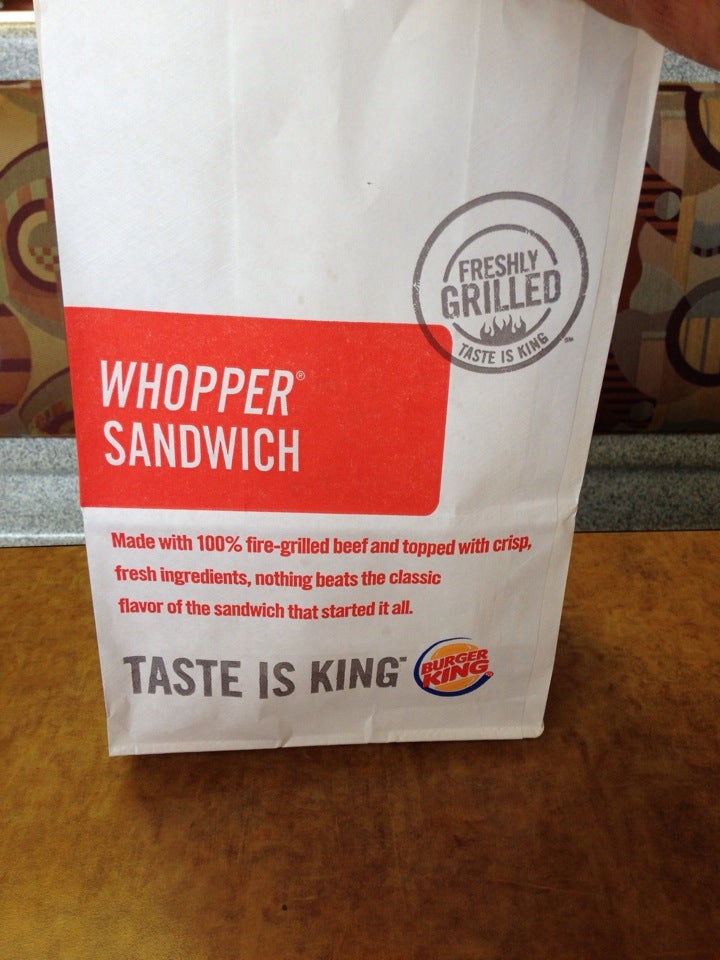 FRESHLY
GRILLED
TASTE IS KING℠
WHOPPER®
SANDWICH
Made with 100% fire-grilled beef and topped with crisp,
fresh ingredients, nothing beats the classic
flavor of the sandwich that started it all.
TASTE IS KING™
BURGER
KING®